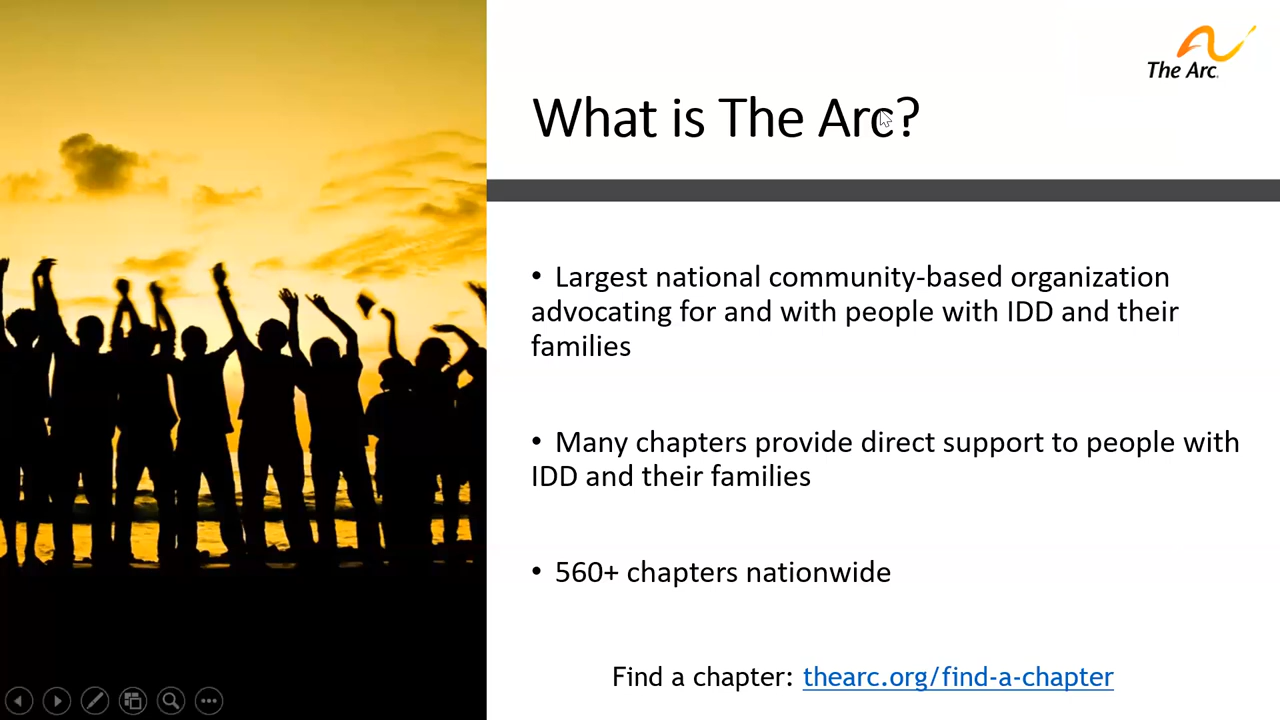 The Arc.
What is The Arc?
• Largest national community-based organization
advocating for and with people with IDD and their
families
• Many chapters provide direct support to people with
IDD and their families
• 560+ chapters nationwide
Find a chapter: thearc.org/find-a-chapter